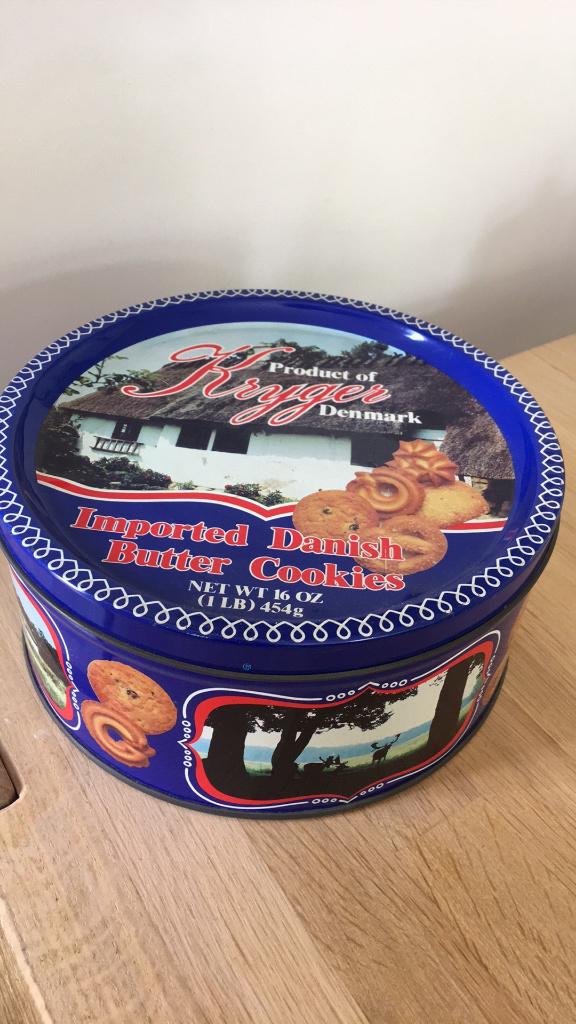 Product of
Kryger
Denmark
Imported Danish
Butter Cookies
NET WT 16 OZ
(1 LB) 454g